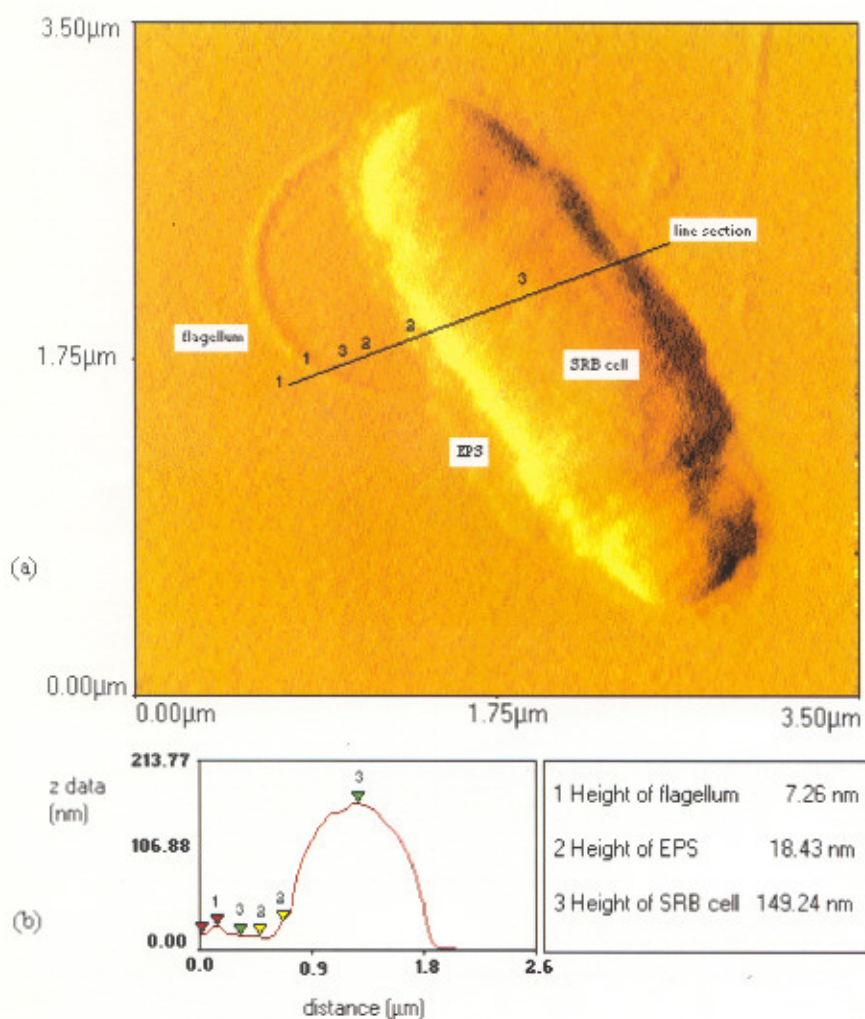 3.50µm
line section
3
2
2
3
1
flagellum
1.75µm
1
SRB cell
EPS
(a)
0.00µm
0.00µm
1.75µm
3.50µm
213.77
z data
(nm)
106.88
0.00
3
1
3
2
2
(b)
0.0
0.9
1.8
2.6
distance (µm)
1 Height of flagellum 7.26 nm
2 Height of EPS 18.43 nm
3 Height of SRB cell 149.24 nm